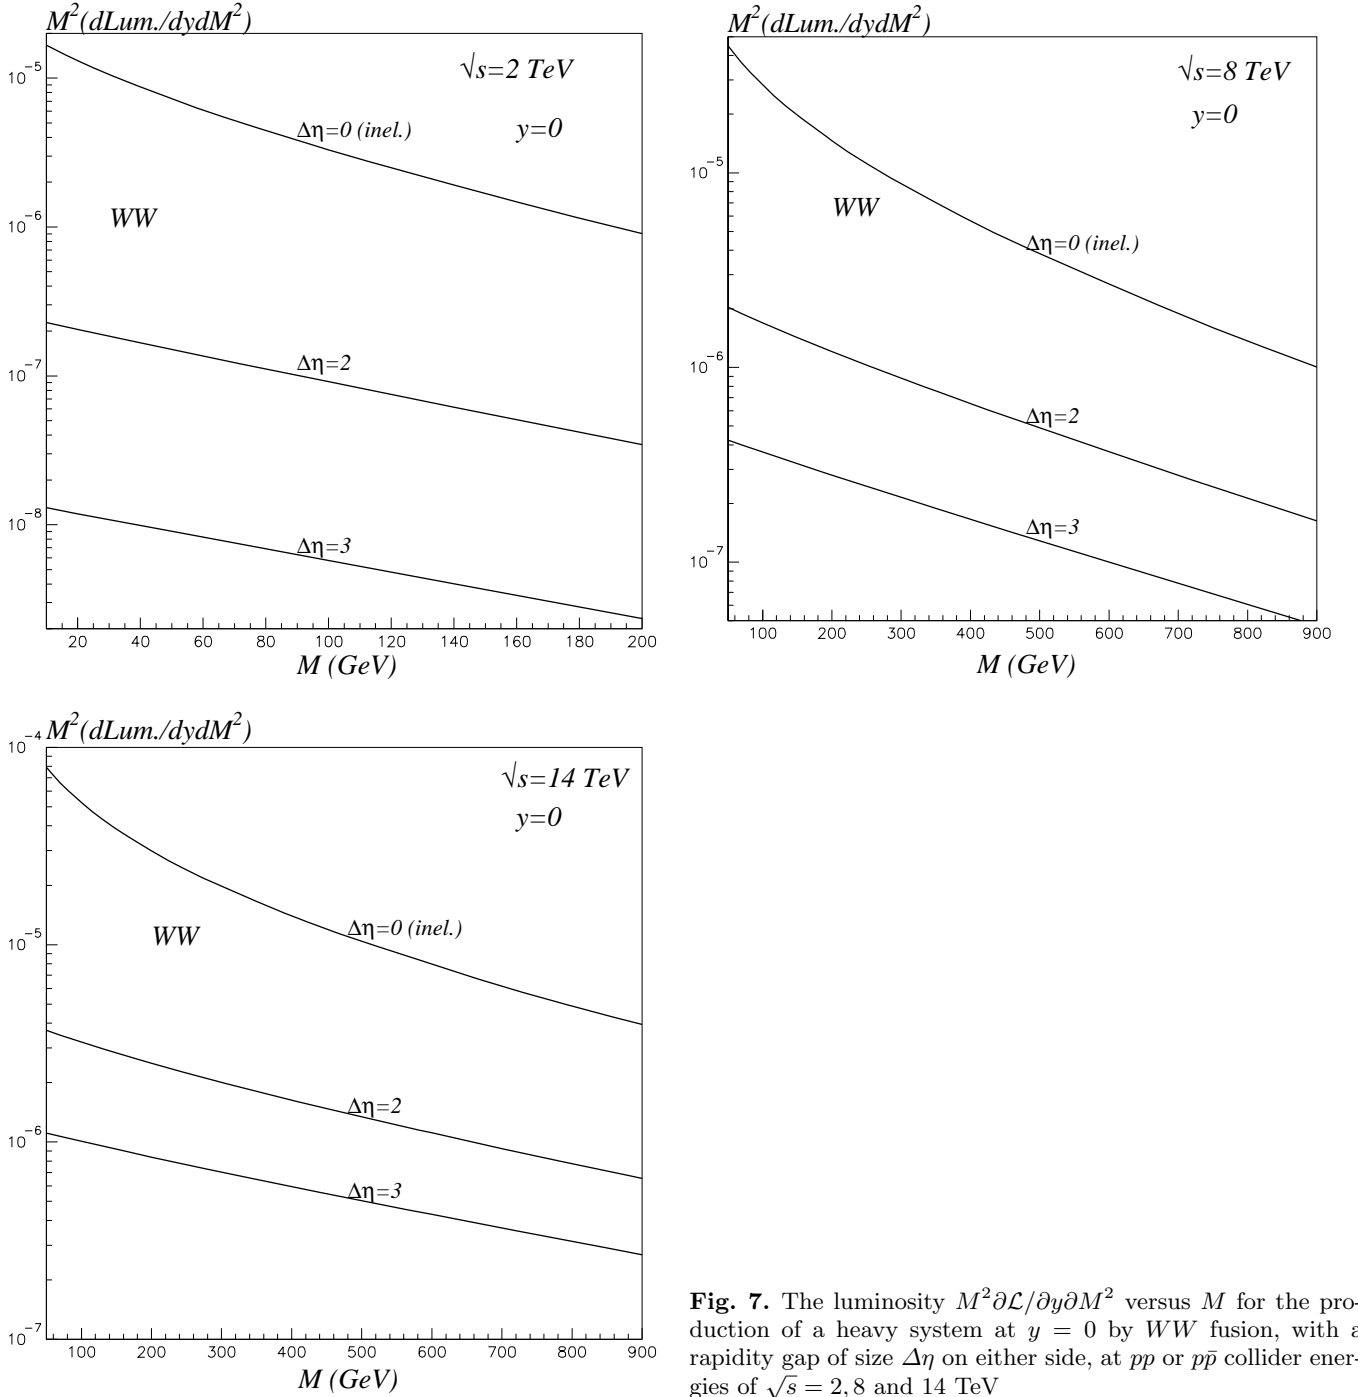 M²(dLum./dydM²)
√s=2 TeV
y=0
WW
Δη=0 (inel.)
Δη=2
Δη=3
10⁻⁵
10⁻⁶
10⁻⁷
10⁻⁸
20 40 60 80 100 120 140 160 180 200
M (GeV)
M²(dLum./dydM²)
√s=8 TeV
y=0
WW
Δη=0 (inel.)
Δη=2
Δη=3
10⁻⁵
10⁻⁶
10⁻⁷
100 200 300 400 500 600 700 800 900
M (GeV)
M²(dLum./dydM²)
√s=14 TeV
y=0
WW
Δη=0 (inel.)
Δη=2
Δη=3
10⁻⁴
10⁻⁵
10⁻⁶
10⁻⁷
100 200 300 400 500 600 700 800 900
M (GeV)
Fig. 7. The luminosity M²∂ℒ/∂y∂M² versus M for the pro-
duction of a heavy system at y = 0 by WW fusion, with a
rapidity gap of size Δη on either side, at pp or pp̄ collider ener-
gies of √s = 2, 8 and 14 TeV